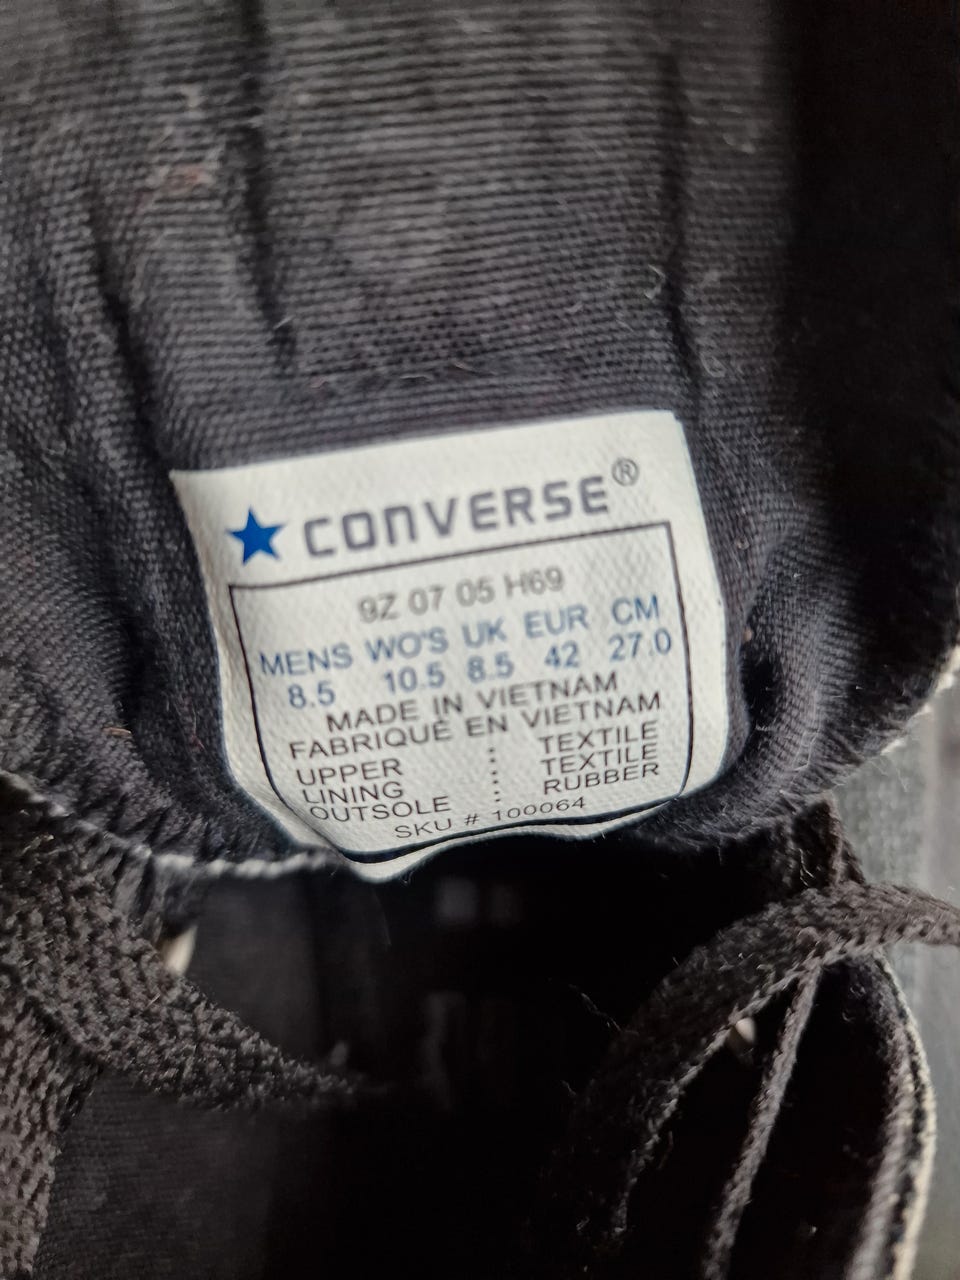 CONVERSE®
9Z 07 05 H69
MENS WO'S UK EUR CM
8.5 10.5 8.5 42 27.0
MADE IN VIETNAM
FABRIQUÉ EN VIETNAM
UPPER : TEXTILE
LINING : TEXTILE
OUTSOLE : RUBBER
SKU # 100064